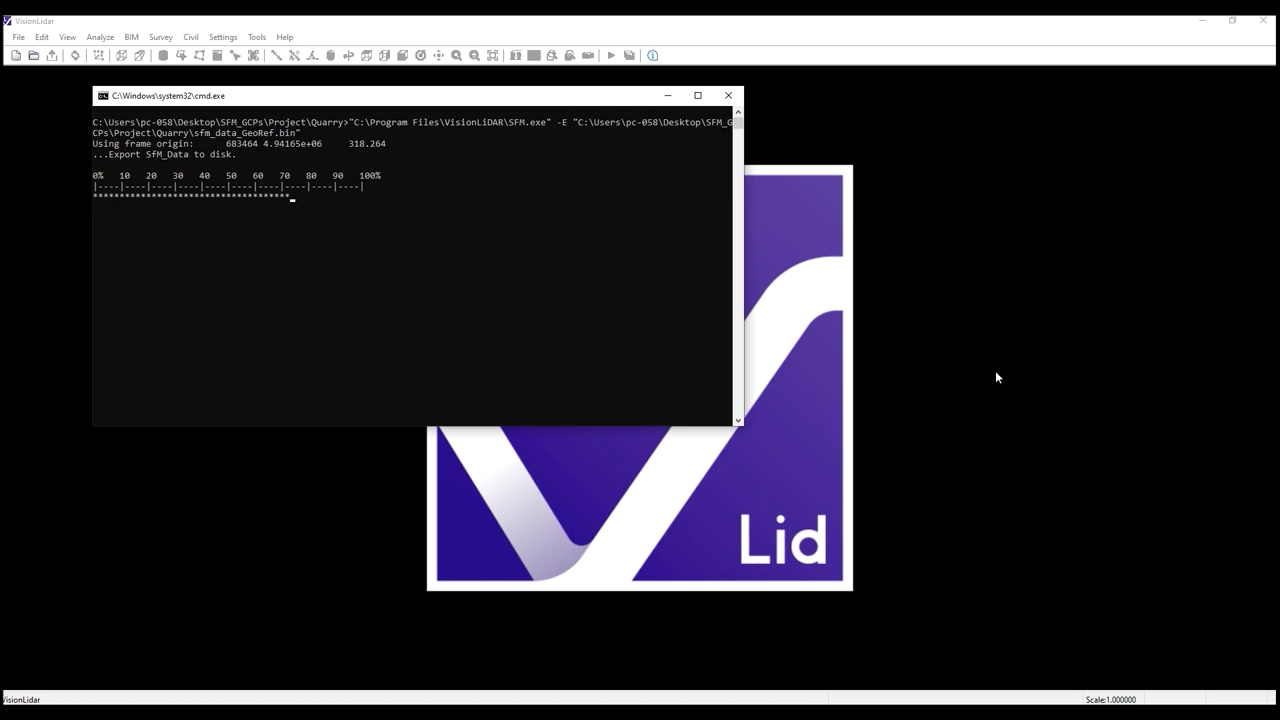 VisionLidar
File Edit View Analyze BIM Survey Civil Settings Tools Help
C:\Windows\system32\cmd.exe
C:\Users\pc-058\Desktop\SFM_GCPs\Project\Quarry>"C:\Program Files\VisionLiDAR\SFM.exe" -E "C:\Users\pc-058\Desktop\SFM_G
CPs\Project\Quarry\sfm_data_GeoRef.bin"
Using frame origin: 683464 4.94165e+06 318.264
...Export SfM_Data to disk.
0% 10 20 30 40 50 60 70 80 90 100%
|----|----|----|----|----|----|----|----|----|----|
*************************************
Lid
VisionLidar
Scale:1.000000